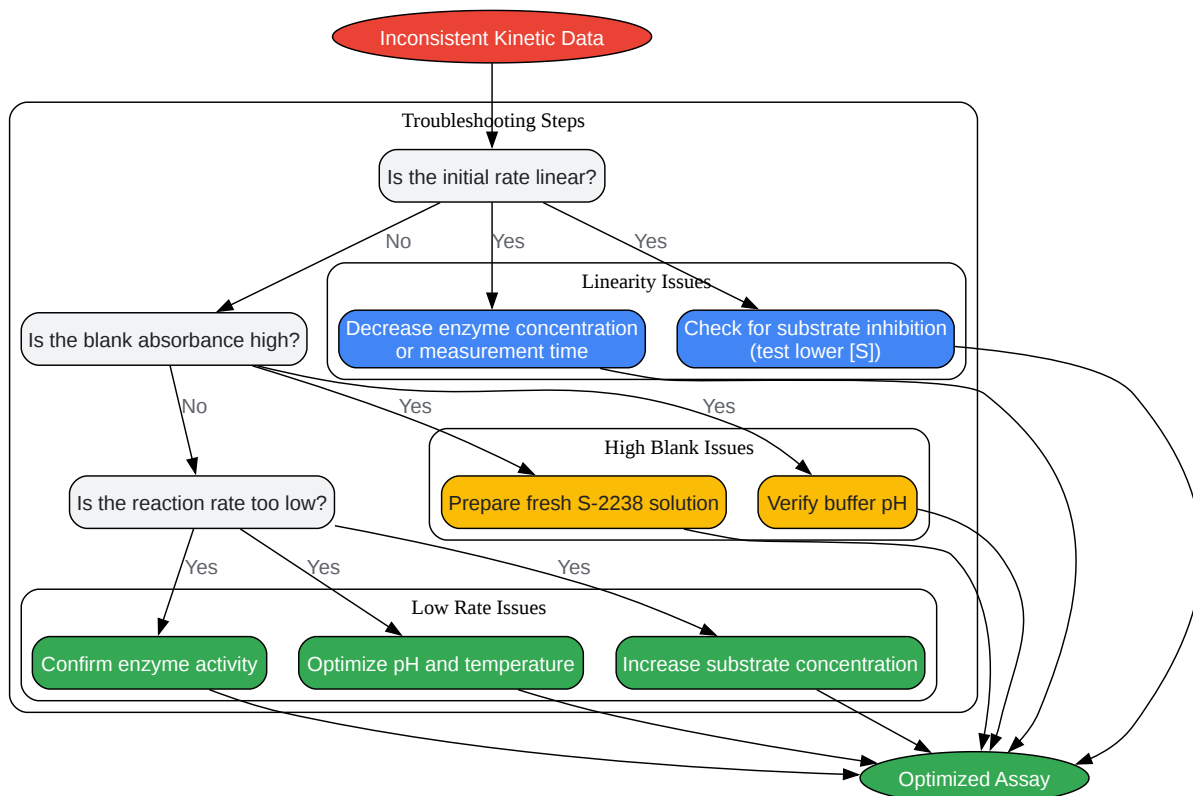 Inconsistent Kinetic Data
Troubleshooting Steps
Is the initial rate linear?
No
Yes
Yes
Linearity Issues
Is the blank absorbance high?
Decrease enzyme concentration
or measurement time
Check for substrate inhibition
(test lower [S])
No
Yes
Yes
High Blank Issues
Is the reaction rate too low?
Prepare fresh S-2238 solution
Verify buffer pH
Yes
Yes
Yes
Low Rate Issues
Confirm enzyme activity
Optimize pH and temperature
Increase substrate concentration
Optimized Assay